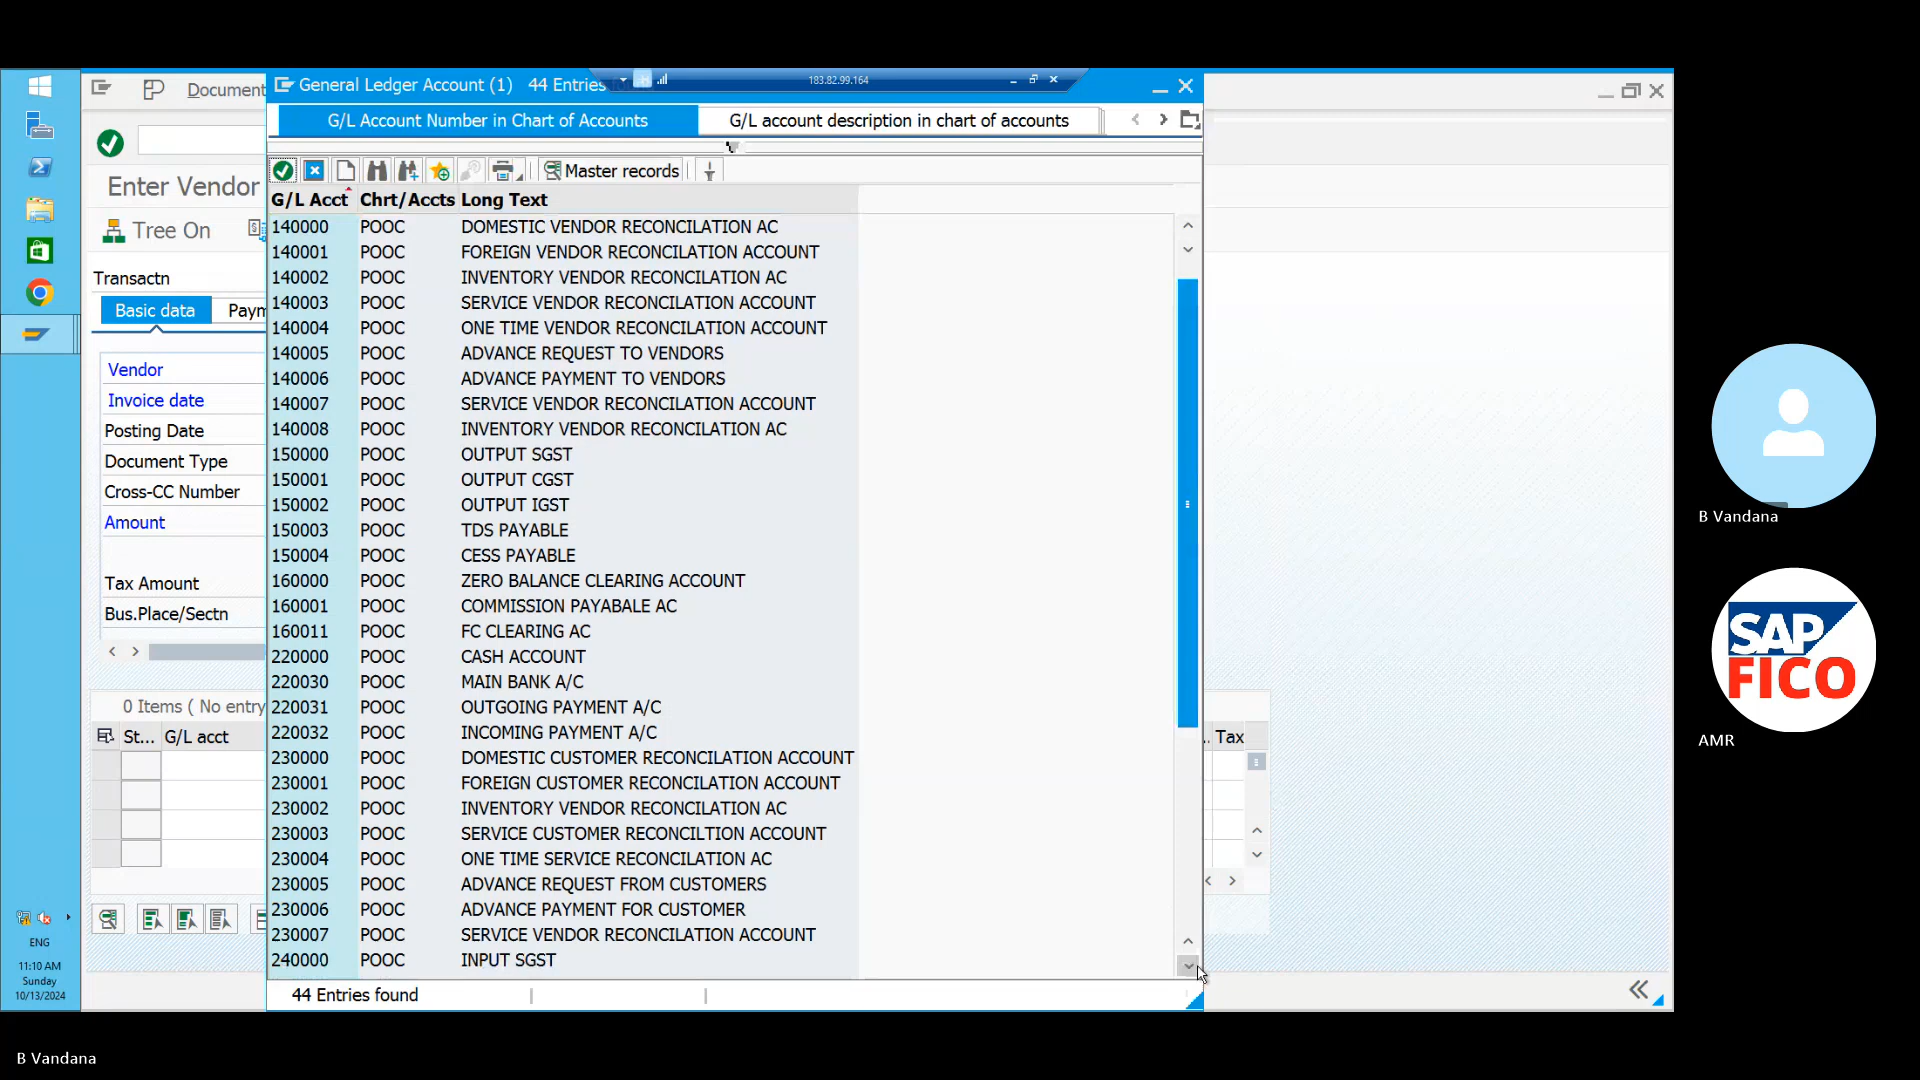 General Ledger Account (1) 44 Entries
183.82.99.164
Document
G/L Account Number in Chart of Accounts
G/L account description in chart of accounts
Master records
Enter Vendor
G/L Acct Chrt/Accts Long Text
Tree On
Transactn
Basic data Paym
Vendor
Invoice date
Posting Date
Document Type
Cross-CC Number
Amount
Tax Amount
Bus.Place/Sectn
0 Items ( No entry
St... G/L acct
Tax
140000 POOC DOMESTIC VENDOR RECONCILATION AC
140001 POOC FOREIGN VENDOR RECONCILATION ACCOUNT
140002 POOC INVENTORY VENDOR RECONCILATION AC
140003 POOC SERVICE VENDOR RECONCILATION ACCOUNT
140004 POOC ONE TIME VENDOR RECONCILATION ACCOUNT
140005 POOC ADVANCE REQUEST TO VENDORS
140006 POOC ADVANCE PAYMENT TO VENDORS
140007 POOC SERVICE VENDOR RECONCILATION ACCOUNT
140008 POOC INVENTORY VENDOR RECONCILATION AC
150000 POOC OUTPUT SGST
150001 POOC OUTPUT CGST
150002 POOC OUTPUT IGST
150003 POOC TDS PAYABLE
150004 POOC CESS PAYABLE
160000 POOC ZERO BALANCE CLEARING ACCOUNT
160001 POOC COMMISSION PAYABALE AC
160011 POOC FC CLEARING AC
220000 POOC CASH ACCOUNT
220030 POOC MAIN BANK A/C
220031 POOC OUTGOING PAYMENT A/C
220032 POOC INCOMING PAYMENT A/C
230000 POOC DOMESTIC CUSTOMER RECONCILATION ACCOUNT
230001 POOC FOREIGN CUSTOMER RECONCILATION ACCOUNT
230002 POOC INVENTORY VENDOR RECONCILATION AC
230003 POOC SERVICE CUSTOMER RECONCILTION ACCOUNT
230004 POOC ONE TIME SERVICE RECONCILATION AC
230005 POOC ADVANCE REQUEST FROM CUSTOMERS
230006 POOC ADVANCE PAYMENT FOR CUSTOMER
230007 POOC SERVICE VENDOR RECONCILATION ACCOUNT
240000 POOC INPUT SGST
44 Entries found
ENG
11:10 AM
Sunday
10/13/2024
B Vandana
SAP
FICO
AMR
B Vandana